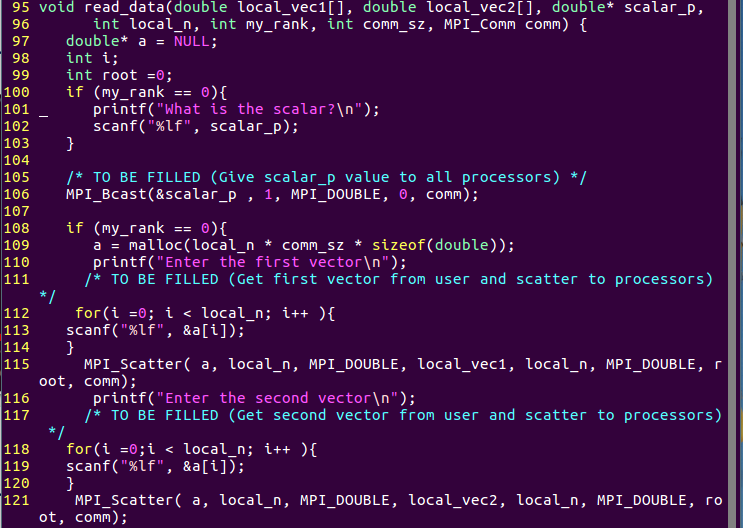 95 void read_data(double local_vec1[], double local_vec2[], double* scalar_p,
96       int local_n, int my_rank, int comm_sz, MPI_Comm comm) {
97    double* a = NULL;
98    int i;
99    int root =0;
100    if (my_rank == 0){
101 _     printf("What is the scalar?\n");
102       scanf("%lf", scalar_p);
103    }
104
105    /* TO BE FILLED (Give scalar_p value to all processors) */
106    MPI_Bcast(&scalar_p , 1, MPI_DOUBLE, 0, comm);
107
108    if (my_rank == 0){
109       a = malloc(local_n * comm_sz * sizeof(double));
110       printf("Enter the first vector\n");
111      /* TO BE FILLED (Get first vector from user and scatter to processors)
*/
112     for(i =0; i < local_n; i++ ){
113    scanf("%lf", &a[i]);
114    }
115      MPI_Scatter( a, local_n, MPI_DOUBLE, local_vec1, local_n, MPI_DOUBLE, r
oot, comm);
116       printf("Enter the second vector\n");
117      /* TO BE FILLED (Get second vector from user and scatter to processors)
 */
118    for(i =0;i < local_n; i++ ){
119    scanf("%lf", &a[i]);
120    }
121     MPI_Scatter( a, local_n, MPI_DOUBLE, local_vec2, local_n, MPI_DOUBLE, ro
ot, comm);